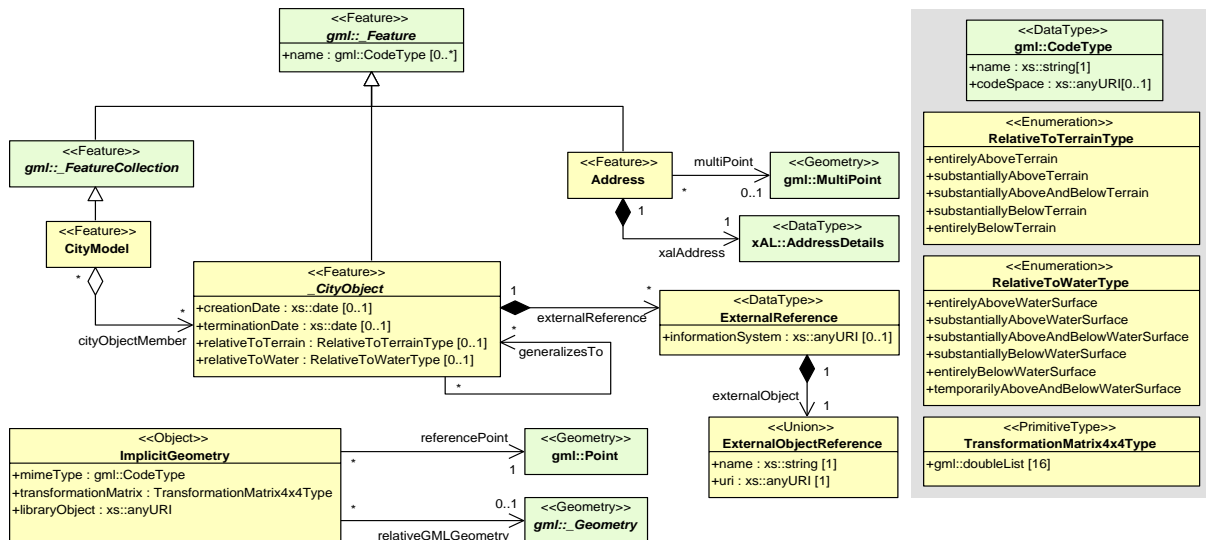 <<Feature>>
gml::_Feature
+name : gml::CodeType [0..*]
<<Feature>>
gml::_FeatureCollection
<<Feature>>
CityModel
*
*
cityObjectMember
<<Feature>>
Address
multiPoint
*
0..1
<<Geometry>>
gml::MultiPoint
1
1
xalAddress
<<DataType>>
xAL::AddressDetails
<<Feature>>
_CityObject
+creationDate : xs::date [0..1]
+terminationDate : xs::date [0..1]
+relativeToTerrain : RelativeToTerrainType [0..1]
+relativeToWater : RelativeToWaterType [0..1]
1
*
externalReference
*
generalizesTo
*
<<DataType>>
ExternalReference
+informationSystem : xs::anyURI [0..1]
1
externalObject
1
<<Union>>
ExternalObjectReference
+name : xs::string [1]
+uri : xs::anyURI [1]
<<Object>>
ImplicitGeometry
+mimeType : gml::CodeType
+transformationMatrix : TransformationMatrix4x4Type
+libraryObject : xs::anyURI
referencePoint
*
1
<<Geometry>>
gml::Point
*
0..1
relativeGMLGeometry
<<Geometry>>
gml::_Geometry
<<DataType>>
gml::CodeType
+name : xs::string[1]
+codeSpace : xs::anyURI[0..1]
<<Enumeration>>
RelativeToTerrainType
+entirelyAboveTerrain
+substantiallyAboveTerrain
+substantiallyAboveAndBelowTerrain
+substantiallyBelowTerrain
+entirelyBelowTerrain
<<Enumeration>>
RelativeToWaterType
+entirelyAboveWaterSurface
+substantiallyAboveWaterSurface
+substantiallyAboveAndBelowWaterSurface
+substantiallyBelowWaterSurface
+entirelyBelowWaterSurface
+temporarilyAboveAndBelowWaterSurface
<<PrimitiveType>>
TransformationMatrix4x4Type
+gml::doubleList [16]